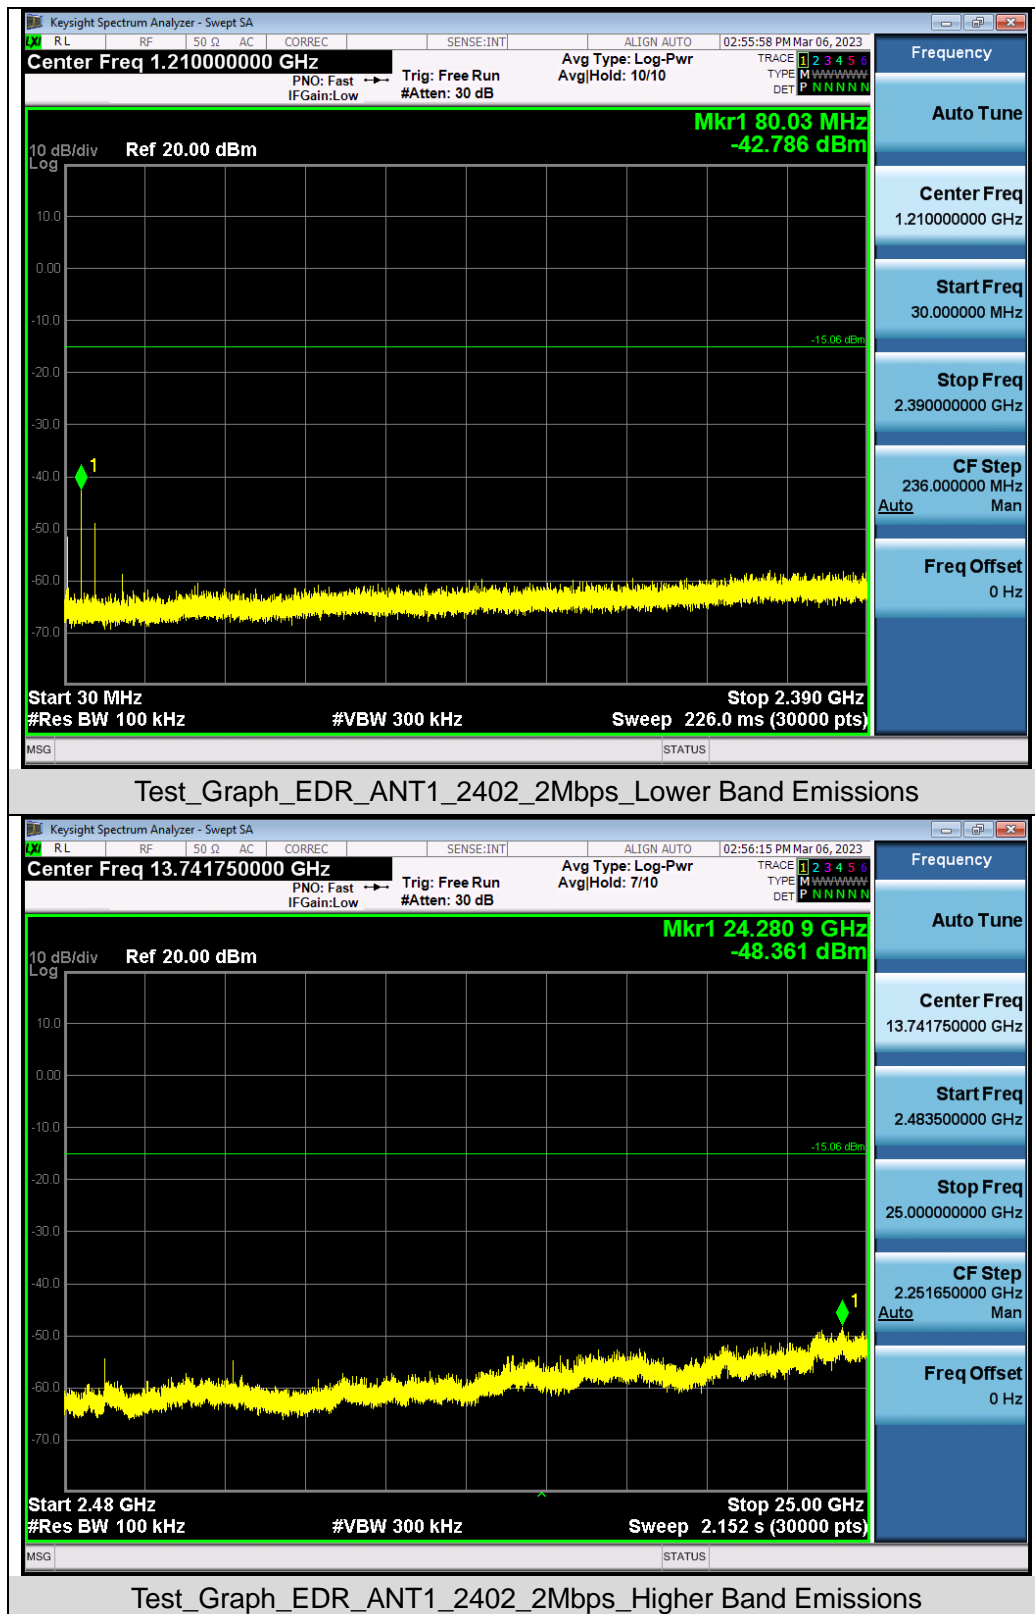 Keysight Spectrum Analyzer - Swept SA
LXI RL RF 50 Ω AC CORREC SENSE:INT ALIGN AUTO 02:55:58 PM Mar 06, 2023
Center Freq 1.210000000 GHz
PNO: Fast
IFGain:Low
Trig: Free Run
#Atten: 30 dB
Avg Type: Log-Pwr
Avg|Hold: 10/10
TRACE 1 2 3 4 5 6
TYPE M WWWWW
DET P N N N N N
Mkr1 80.03 MHz
-42.786 dBm
10 dB/div Ref 20.00 dBm
Log
10.0
0.00
-10.0
-15.06 dBm
-20.0
-30.0
-40.0
1
-50.0
-60.0
-70.0
Start 30 MHz Stop 2.390 GHz
#Res BW 100 kHz #VBW 300 kHz Sweep 226.0 ms (30000 pts)
MSG STATUS
Frequency
Auto Tune
Center Freq
1.210000000 GHz
Start Freq
30.000000 MHz
Stop Freq
2.390000000 GHz
CF Step
236.000000 MHz
Auto Man
Freq Offset
0 Hz
Test_Graph_EDR_ANT1_2402_2Mbps_Lower Band Emissions
Keysight Spectrum Analyzer - Swept SA
LXI RL RF 50 Ω AC CORREC SENSE:INT ALIGN AUTO 02:56:15 PM Mar 06, 2023
Center Freq 13.741750000 GHz
PNO: Fast
IFGain:Low
Trig: Free Run
#Atten: 30 dB
Avg Type: Log-Pwr
Avg|Hold: 7/10
TRACE 1 2 3 4 5 6
TYPE M WWWWW
DET P N N N N N
Mkr1 24.280 9 GHz
-48.361 dBm
10 dB/div Ref 20.00 dBm
Log
10.0
0.00
-10.0
-15.06 dBm
-20.0
-30.0
-40.0
1
-50.0
-60.0
-70.0
Start 2.48 GHz Stop 25.00 GHz
#Res BW 100 kHz #VBW 300 kHz Sweep 2.152 s (30000 pts)
MSG STATUS
Frequency
Auto Tune
Center Freq
13.741750000 GHz
Start Freq
2.483500000 GHz
Stop Freq
25.000000000 GHz
CF Step
2.251650000 GHz
Auto Man
Freq Offset
0 Hz
Test_Graph_EDR_ANT1_2402_2Mbps_Higher Band Emissions